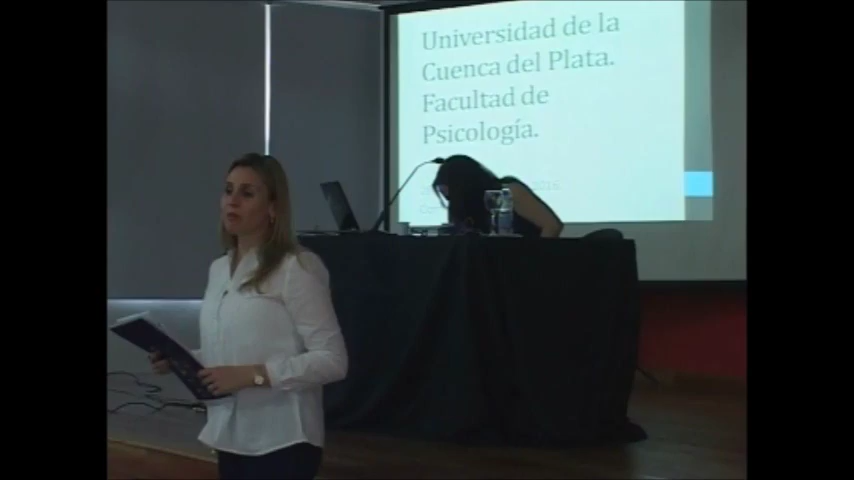 Universidad de la
Cuenca del Plata.
Facultad de
Psicología.